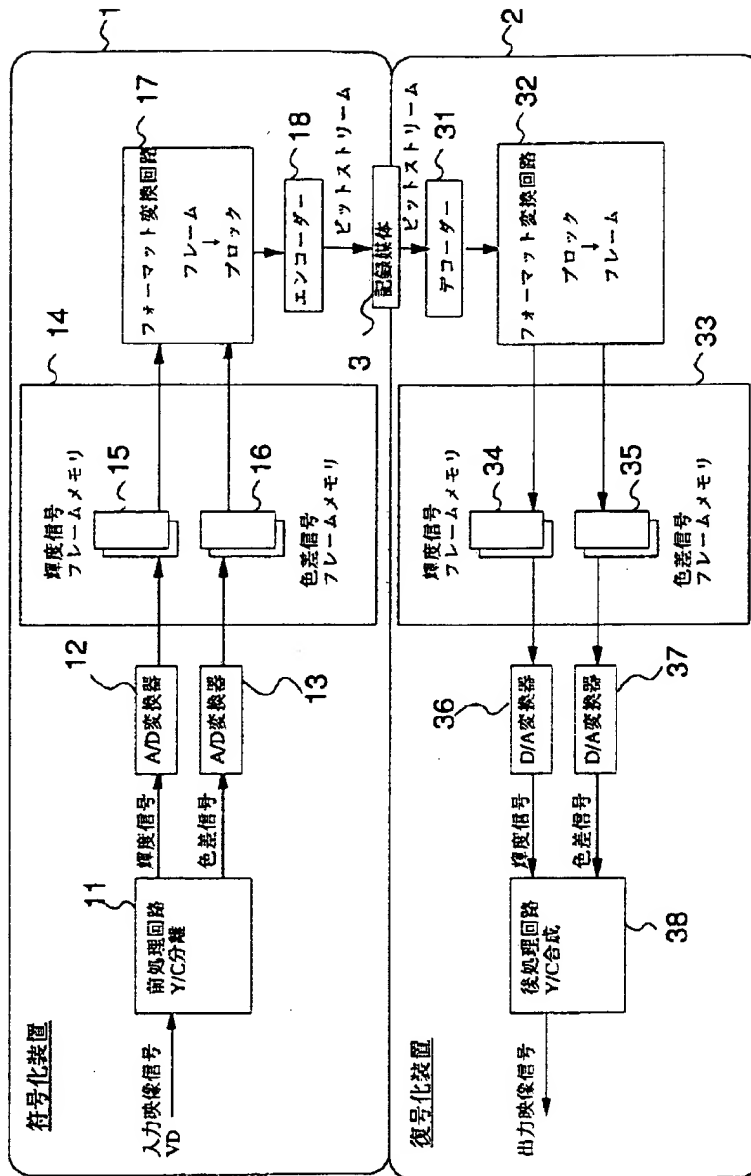 符号化装置
1
入力映像信号
VD
11
前処理回路
Y/C分離
輝度信号
色差信号
12
A/D変換器
A/D変換器
13
14
輝度信号
フレームメモリ
15
16
色差信号
フレームメモリ
17
フォーマット変換回路
フレーム
↓
ブロック
18
エンコーダー
ビットストリーム
3
記録媒体
復号化装置
2
ビットストリーム
31
デコーダー
32
フォーマット変換回路
ブロック
↓
フレーム
33
輝度信号
フレームメモリ
34
35
色差信号
フレームメモリ
36
D/A変換器
D/A変換器
37
輝度信号
色差信号
後処理回路
Y/C合成
38
出力映像信号